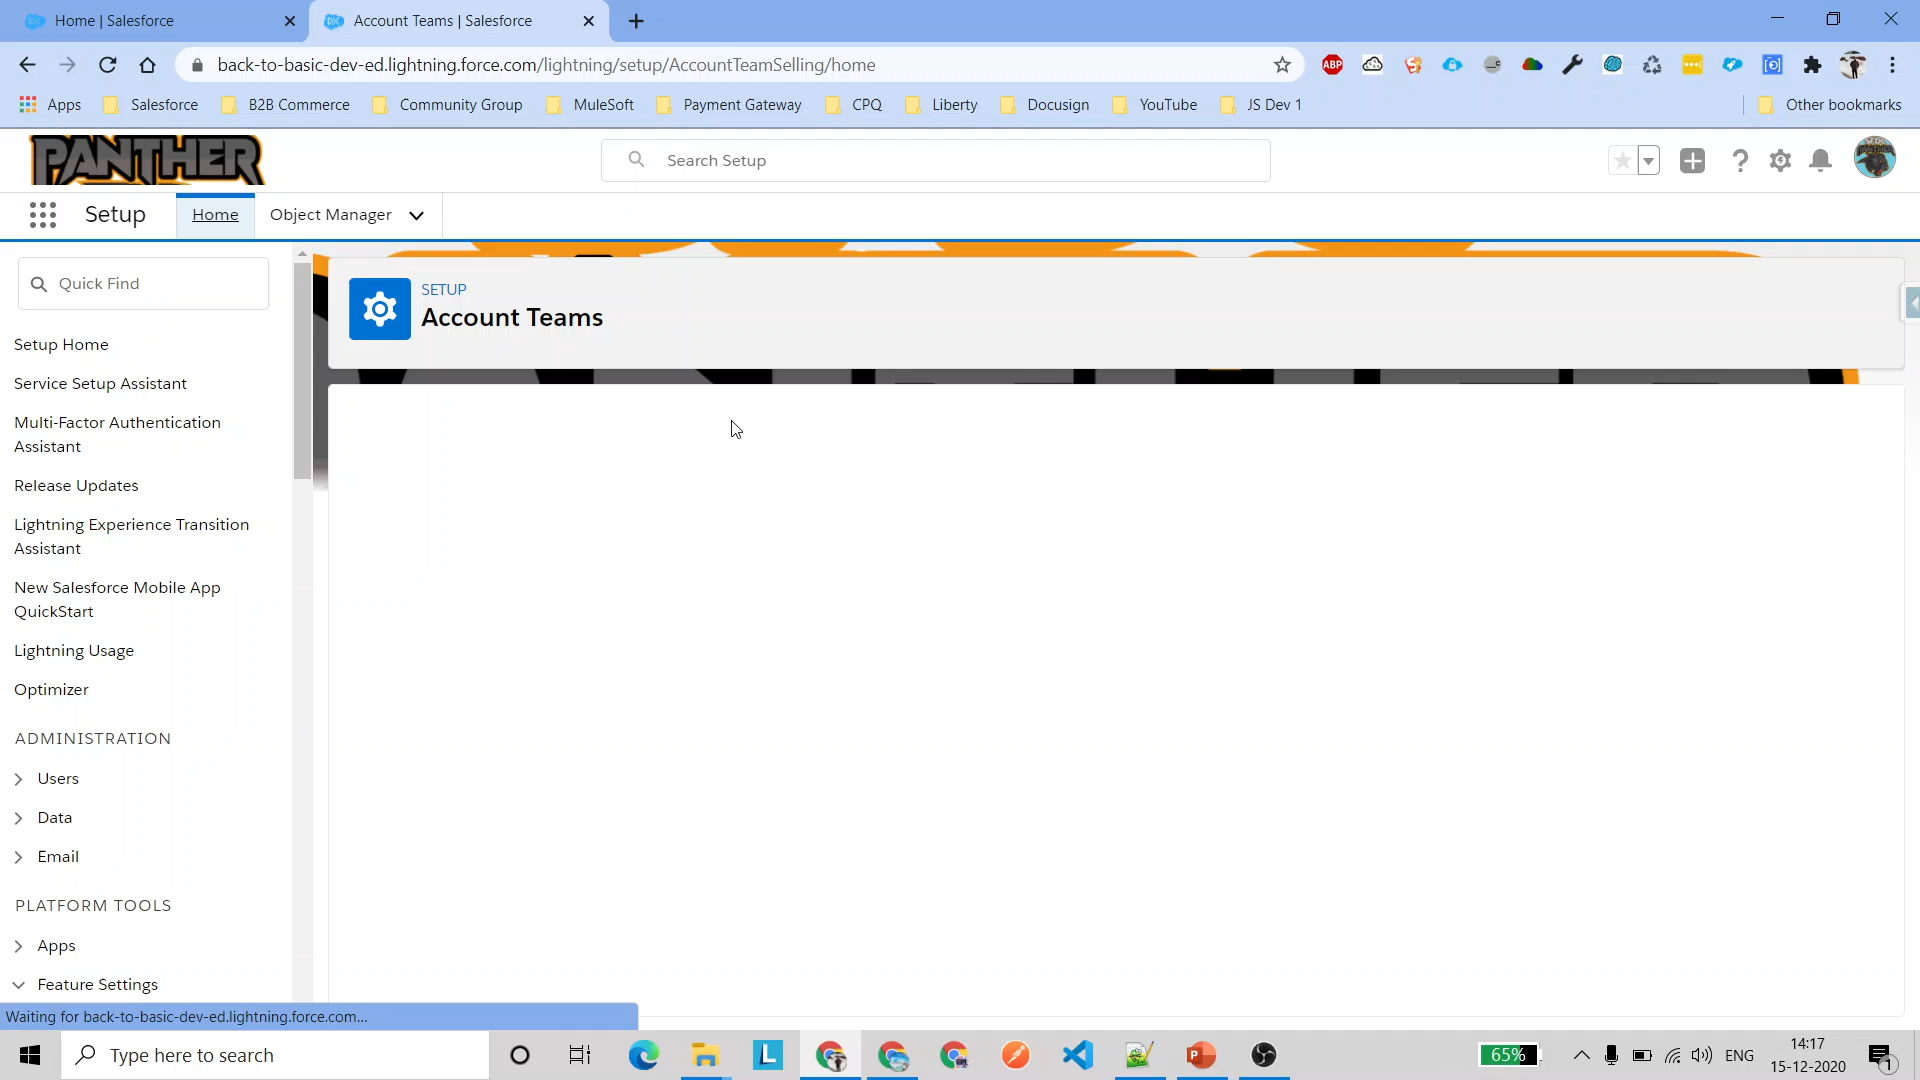 Home | Salesforce
Account Teams | Salesforce
back-to-basic-dev-ed.lightning.force.com/lightning/setup/AccountTeamSelling/home
ABP
Apps
Salesforce
B2B Commerce
Community Group
MuleSoft
Payment Gateway
CPQ
Liberty
Docusign
YouTube
JS Dev 1
Other bookmarks
PANTHER
Search Setup
Setup
Home
Object Manager
Quick Find
SETUP
Account Teams
Setup Home
Service Setup Assistant
Multi-Factor Authentication
Assistant
Release Updates
Lightning Experience Transition
Assistant
New Salesforce Mobile App
QuickStart
Lightning Usage
Optimizer
ADMINISTRATION
Users
Data
Email
PLATFORM TOOLS
Apps
Feature Settings
Waiting for back-to-basic-dev-ed.lightning.force.com...
Type here to search
65%
ENG
14:17
15-12-2020
1